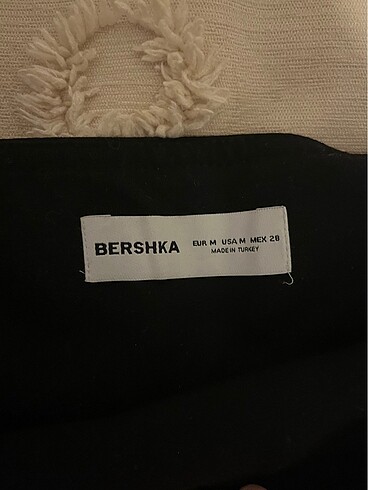 BERSHKA
EUR M USA M MEX 28
MADE IN TURKEY